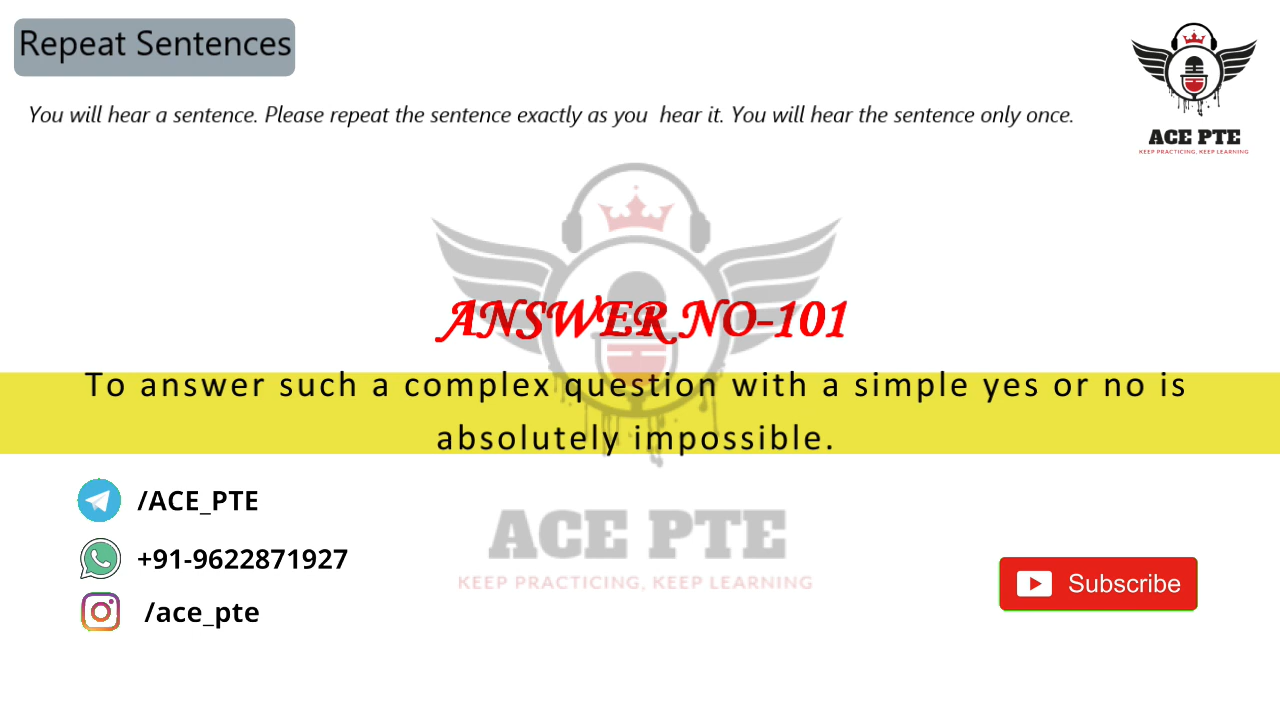 Repeat Sentences
You will hear a sentence. Please repeat the sentence exactly as you hear it. You will hear the sentence only once.
ACE PTE
KEEP PRACTICING, KEEP LEARNING
ANSWER NO-101
To answer such a complex question with a simple yes or no is
absolutely impossible.
/ACE_PTE
+91-9622871927
/ace_pte
ACE PTE
KEEP PRACTICING, KEEP LEARNING
Subscribe